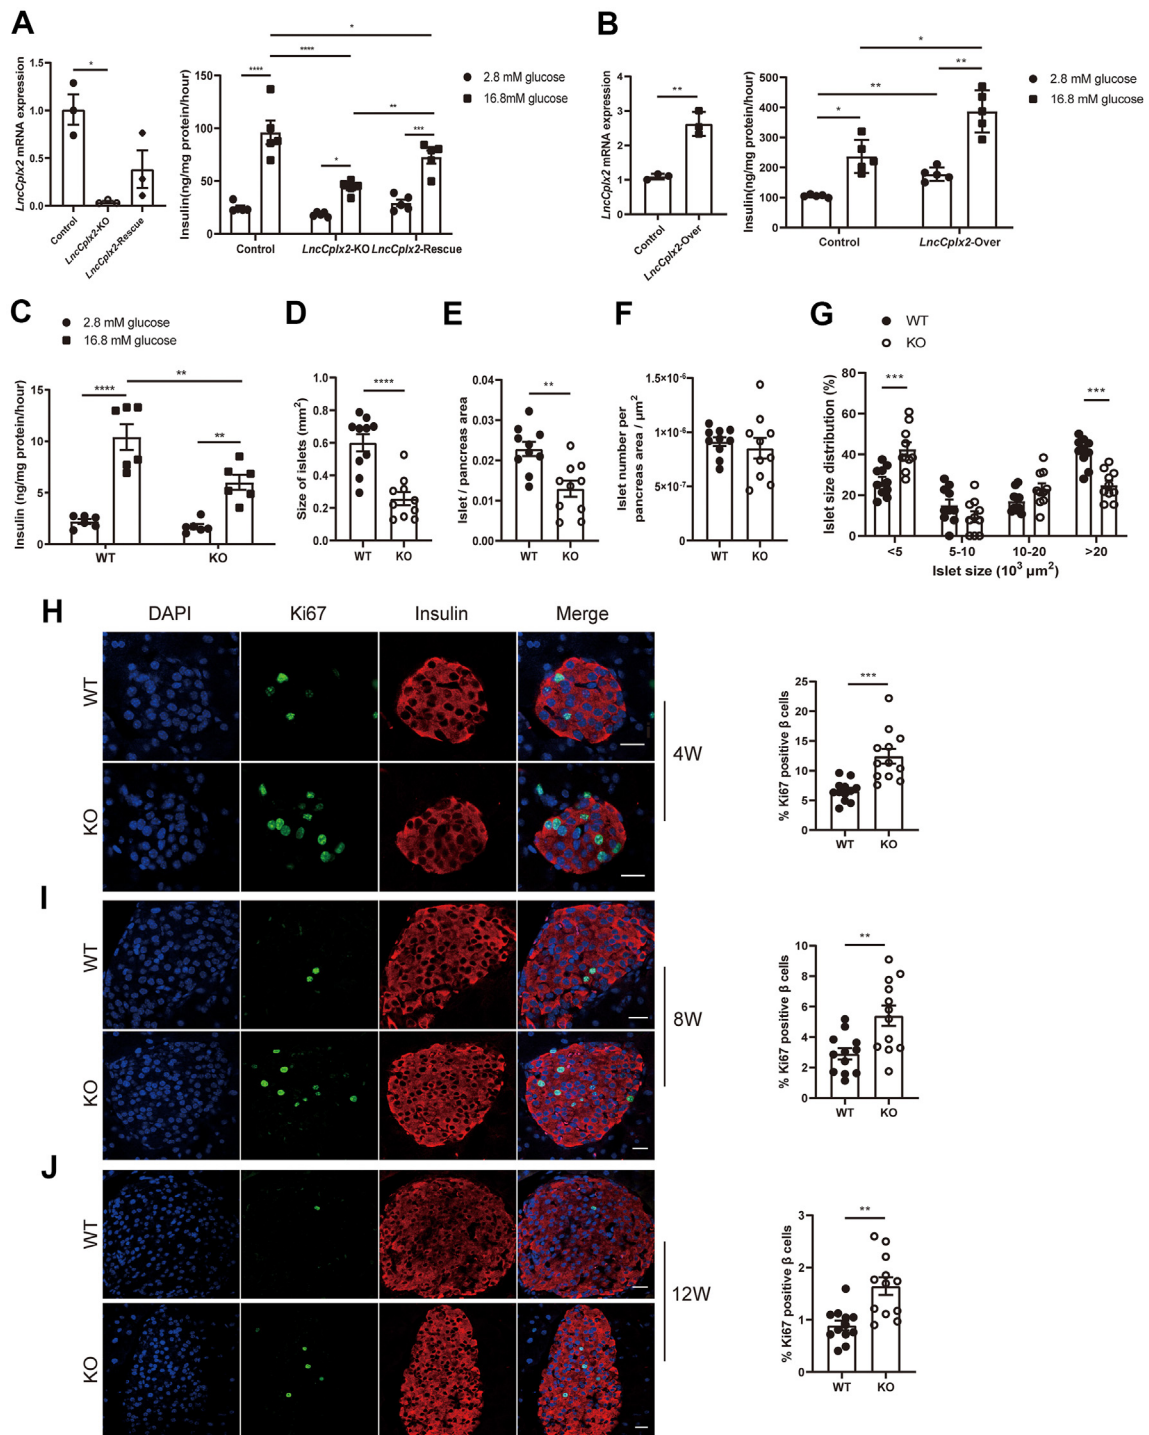 A
LncCplx2 mRNA expression
1.5
1.0
0.5
0.0
*
Control
LncCplx2-KO
LncCplx2-Rescue
Insulin(ng/mg protein/hour)
150
100
50
0
*
****
**
****
*
***
Control
LncCplx2-KO
LncCplx2-Rescue
2.8 mM glucose
16.8mM glucose
B
LncCplx2 mRNA expression
4
3
2
1
0
**
Control
LncCplx2-Over
Insulin(ng/mg protein/hour)
500
400
300
200
100
0
*
**
**
*
Control
LncCplx2-Over
2.8 mM glucose
16.8 mM glucose
C
2.8 mM glucose
16.8 mM glucose
Insulin (ng/mg protein/hour)
15
10
5
0
**
****
**
WT
KO
D
Size of islets (mm²)
1.0
0.8
0.6
0.4
0.2
0.0
****
WT
KO
E
Islet / pancreas area
0.04
0.03
0.02
0.01
0.00
**
WT
KO
F
Islet number per
pancreas area / µm²
1.5×10⁻⁶
1×10⁻⁶
5×10⁻⁷
0
WT
KO
G
WT
KO
Islet size distribution (%)
80
60
40
20
0
***
***
<5
5-10
10-20
>20
Islet size (10³ µm²)
H
DAPI
Ki67
Insulin
Merge
WT
KO
4W
% Ki67 positive β cells
25
20
15
10
5
0
***
WT
KO
I
WT
KO
8W
% Ki67 positive β cells
10
8
6
4
2
0
**
WT
KO
J
WT
KO
12W
% Ki67 positive β cells
3
2
1
0
**
WT
KO